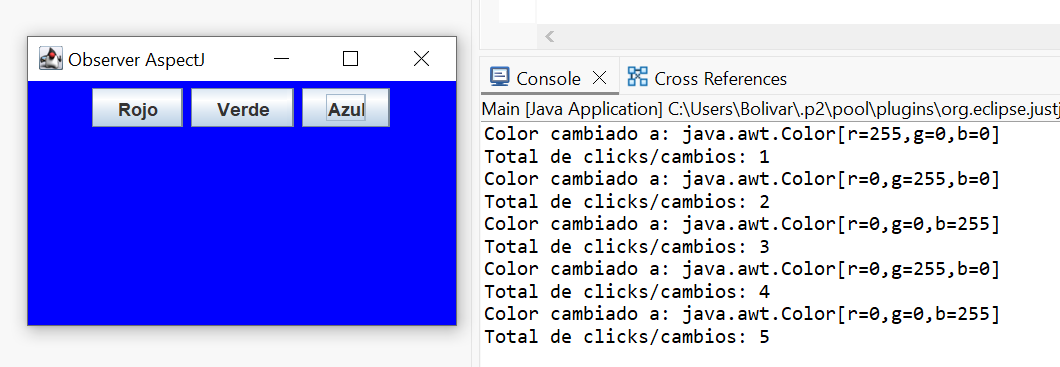 Observer AspectJ
Rojo Verde Azul
Console Cross References
Main [Java Application] C:\Users\Bolivar\.p2\pool\plugins\org.eclipse.justj
Color cambiado a: java.awt.Color[r=255,g=0,b=0]
Total de clicks/cambios: 1
Color cambiado a: java.awt.Color[r=0,g=255,b=0]
Total de clicks/cambios: 2
Color cambiado a: java.awt.Color[r=0,g=0,b=255]
Total de clicks/cambios: 3
Color cambiado a: java.awt.Color[r=0,g=255,b=0]
Total de clicks/cambios: 4
Color cambiado a: java.awt.Color[r=0,g=0,b=255]
Total de clicks/cambios: 5